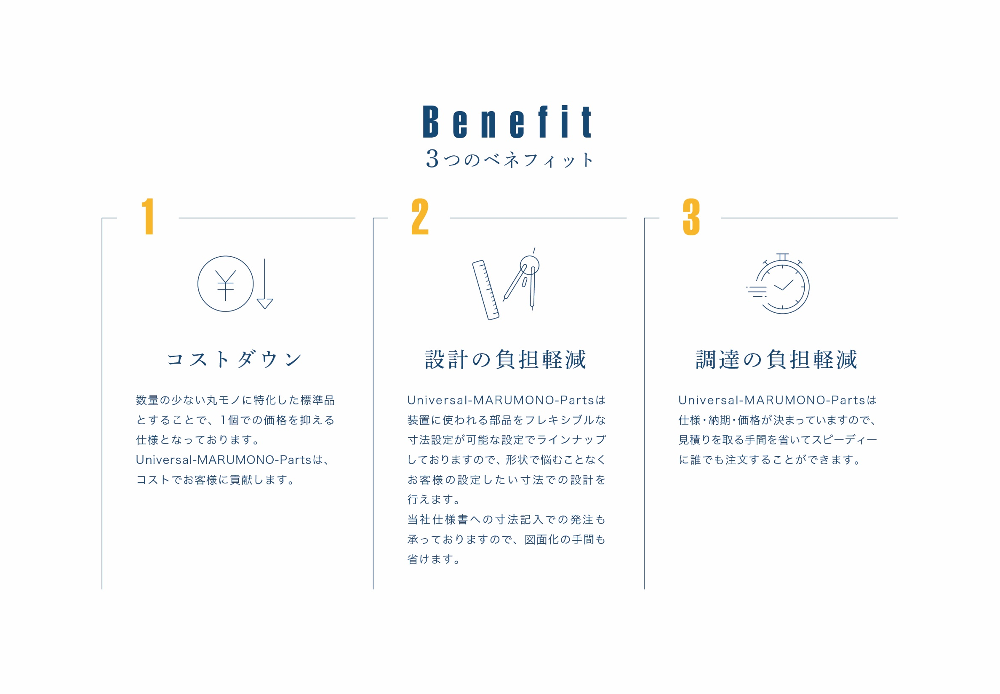 Benefit
3つのベネフィット
1
コストダウン
数量の少ない丸モノに特化した標準品
とすることで、1個での価格を抑える
仕様となっております。
Universal-MARUMONO-Partsは、
コストでお客様に貢献します。
2
設計の負担軽減
Universal-MARUMONO-Partsは
装置に使われる部品をフレキシブルな
寸法設定が可能な設定でラインナップ
しておりますので、形状で悩むことなく
お客様の設定したい寸法での設計を
行えます。
当社仕様書への寸法記入での発注も
承っておりますので、図面化の手間も
省けます。
3
調達の負担軽減
Universal-MARUMONO-Partsは
仕様・納期・価格が決まっていますので、
見積りを取る手間を省いてスピーディー
に誰でも注文することができます。